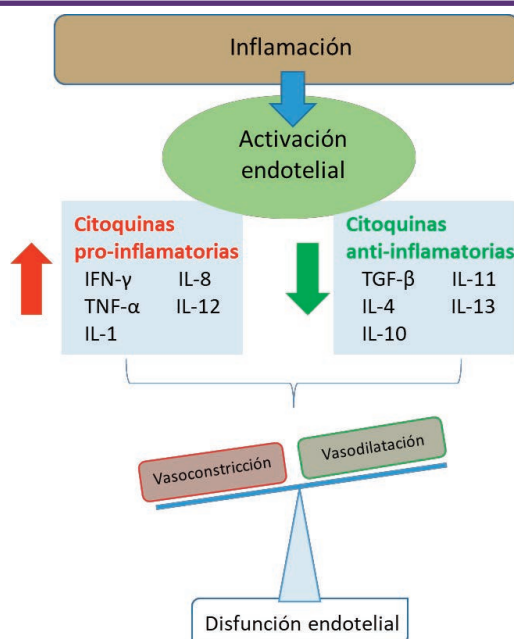 Inflamación
Activación
endotelial
Citoquinas
pro-inflamatorias
IFN-γ IL-8
TNF-α IL-12
IL-1
Citoquinas
anti-inflamatorias
TGF-β IL-11
IL-4 IL-13
IL-10
Vasoconstricción
Vasodilatación
Disfunción endotelial